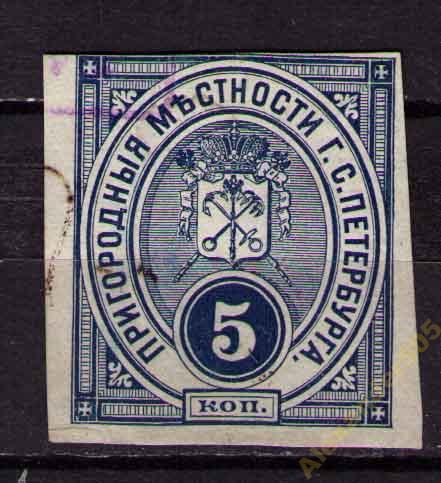 ПРИГОРОДНЫЯ МѢСТНОСТИ Г. С. ПЕТЕРБУРГА.
5
КОП.